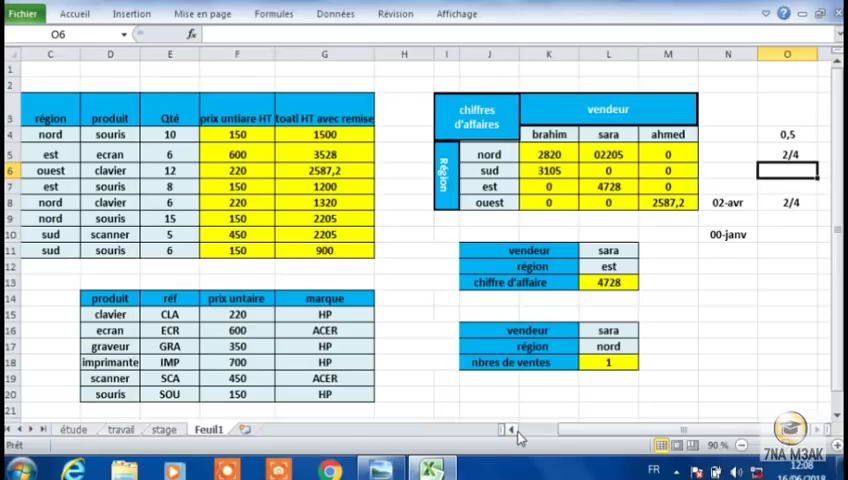 Fichier Accueil Insertion Mise en page Formules Données Révision Affichage
O6 fx
C D E F G H I J K L M N O
1
2
3 région produit Qté prix untiare HT toatl HT avec remise chiffres d'affaires vendeur
4 nord souris 10 150 1500 brahim sara ahmed 0,5
5 est ecran 6 600 3528 Région nord 2820 02205 0 2/4
6 ouest clavier 12 220 2587,2 sud 3105 0 0
7 est souris 8 150 1200 est 0 4728 0
8 nord clavier 6 220 1320 ouest 0 0 2587,2 02-avr 2/4
9 nord souris 15 150 2205
10 sud scanner 5 450 2205 00-janv
11 sud souris 6 150 900 vendeur sara
12 région est
13 chiffre d'affaire 4728
14 produit réf prix untaire marque
15 clavier CLA 220 HP
16 ecran ECR 600 ACER vendeur sara
17 graveur GRA 350 HP région nord
18 imprimante IMP 700 HP nbres de ventes 1
19 scanner SCA 450 ACER
20 souris SOU 150 HP
21
étude travail stage Feuil1
Prêt 90 %
7NA M3AK
FR 12:08
16/06/2018